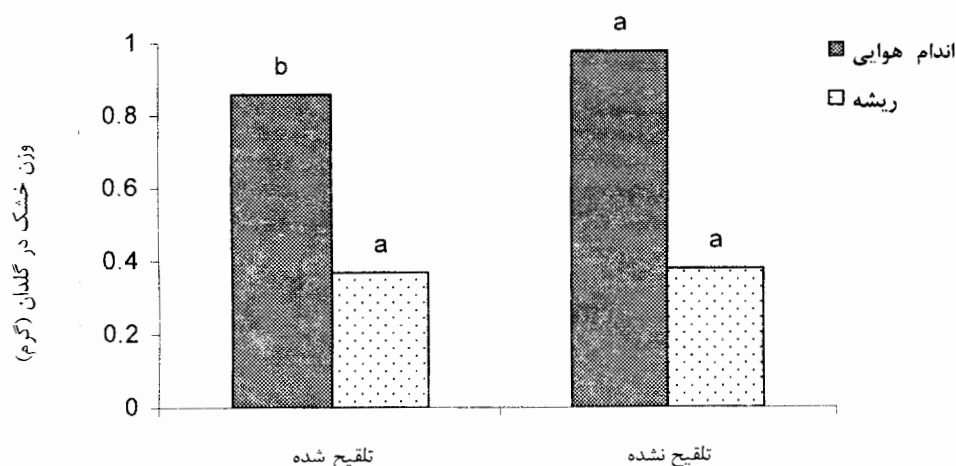 a
1
b
0.8
0.6
a
a
0.4
0.2
0
وزن خشک در گلدان (گرم)
اندام هوایی
ریشه
تلقیح شده
تلقیح نشده